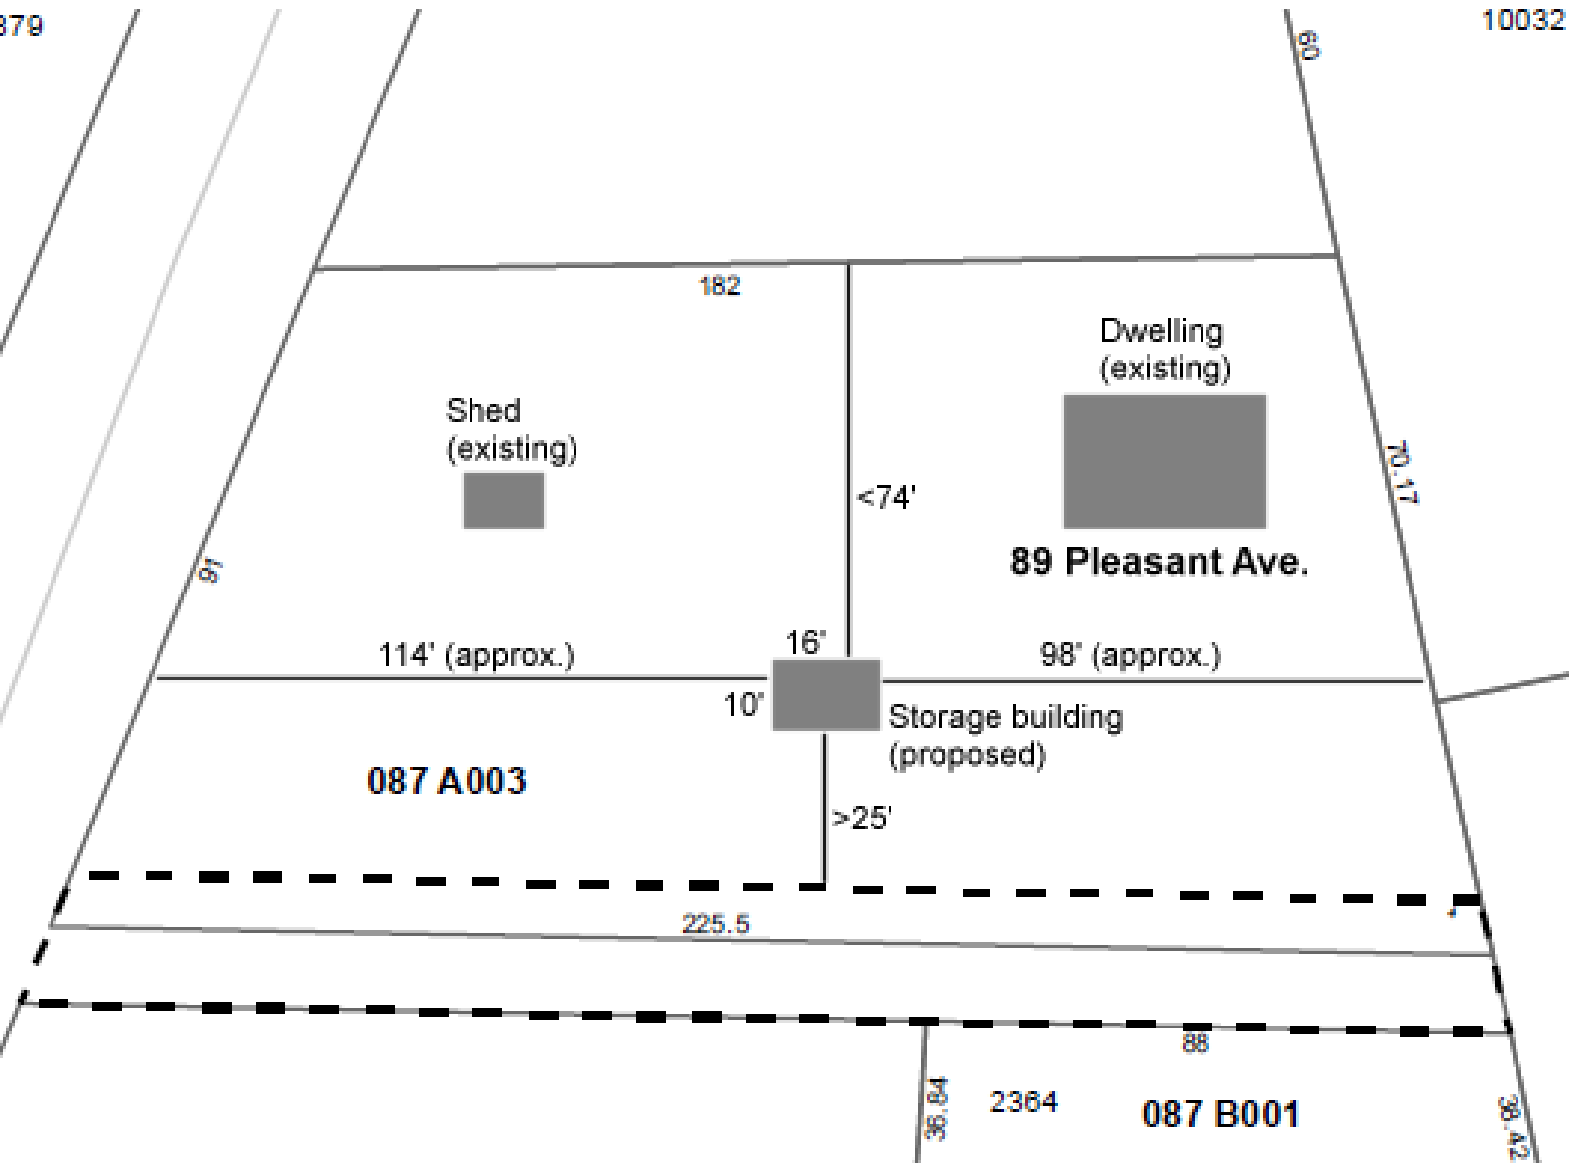 10032
60
182
Dwelling
(existing)
Shed
(existing)
70.17
<74'
89 Pleasant Ave.
91
16'
114' (approx.)
98' (approx.)
10'
Storage building
(proposed)
087 A003
>25'
225.5
88
36.84
2364
087 B001
38.42